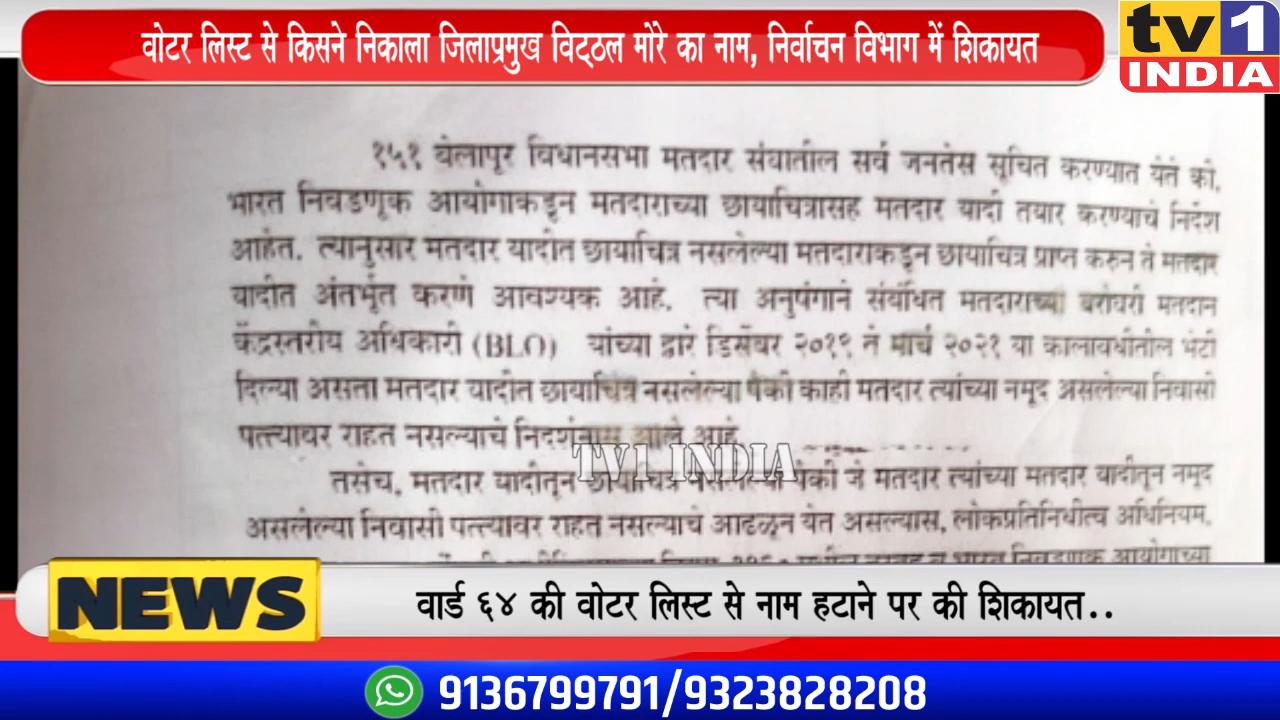 वोटर लिस्ट से किसने निकाला जिलाप्रमुख विट्ठल मोरे का नाम, निर्वाचन विभाग में शिकायत
tv1
INDIA
१५१ बेलापूर विधानसभा मतदार संघातील सर्व जनतेस सूचित करण्यात येते की,
भारत निवडणूक आयोगाकडून मतदाराच्या छायाचित्रासह मतदार यादी तयार करण्याचे निर्देश
आहेत. त्यानुसार मतदार यादीत छायाचित्र नसलेल्या मतदाराकडून छायाचित्र प्राप्त करुन ते मतदार
यादीत अंतर्भूत करणे आवश्यक आहे. त्या अनुषंगाने संबंधित मतदाराच्या बरोबरी मतदान
केंद्रस्तरीय अधिकारी (BLO) यांच्या द्वारे डिसेंबर २०१९ ते मार्च २०२१ या कालावधीतील भेटी
दिल्या असता मतदार यादीत छायाचित्र नसलेल्या पैकी काही मतदार त्यांच्या नमूद असलेल्या निवासी
पत्त्यावर राहत नसल्याचे निदर्शनास आले आहे.
TV1 INDIA
तसेच, मतदार यादीतून छायाचित्र नसलेल्या पैकी जे मतदार त्यांच्या मतदार यादीतून नमूद
असलेल्या निवासी पत्त्यावर राहत नसल्याचे आढळून येत असल्यास, लोकप्रतिनिधीत्व अधिनियम,
निवडणूक आयोगाच्या
NEWS
वार्ड ६४ की वोटर लिस्ट से नाम हटाने पर की शिकायत..
9136799791/9323828208